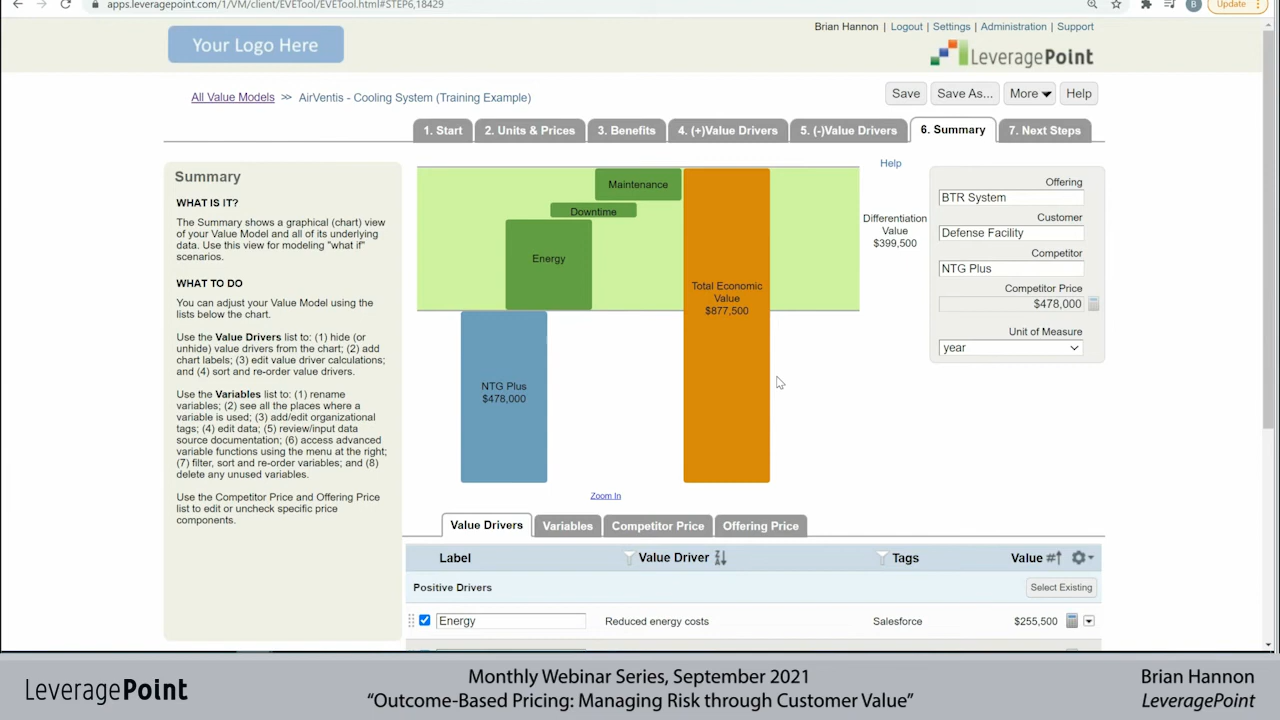 apps.leveragepoint.com/1/VM/client/EVETool/EVETool.html#STEP6,18429
B
Update
Your Logo Here
Brian Hannon | Logout | Settings | Administration | Support
LeveragePoint
All Value Models >> AirVentis - Cooling System (Training Example)
Save
Save As...
More
Help
1. Start
2. Units & Prices
3. Benefits
4. (+)Value Drivers
5. (-)Value Drivers
6. Summary
7. Next Steps
Summary
WHAT IS IT?
The Summary shows a graphical (chart) view
of your Value Model and all of its underlying
data. Use this view for modeling "what if"
scenarios.
WHAT TO DO
You can adjust your Value Model using the
lists below the chart.
Use the Value Drivers list to: (1) hide (or
unhide) value drivers from the chart; (2) add
chart labels; (3) edit value driver calculations;
and (4) sort and re-order value drivers.
Use the Variables list to: (1) rename
variables; (2) see all the places where a
variable is used; (3) add/edit organizational
tags; (4) edit data; (5) review/input data
source documentation; (6) access advanced
variable functions using the menu at the right;
(7) filter, sort and re-order variables; and (8)
delete any unused variables.
Use the Competitor Price and Offering Price
list to edit or uncheck specific price
components.
Maintenance
Downtime
Energy
NTG Plus
$478,000
Total Economic
Value
$877,500
Help
Differentiation
Value
$399,500
Offering
BTR System
Customer
Defense Facility
Competitor
NTG Plus
Competitor Price
$478,000
Unit of Measure
year
Zoom In
Value Drivers
Variables
Competitor Price
Offering Price
Label
Value Driver
Tags
Value
Positive Drivers
Select Existing
Energy
Reduced energy costs
Salesforce
$255,500
LeveragePoint
Monthly Webinar Series, September 2021
"Outcome-Based Pricing: Managing Risk through Customer Value"
Brian Hannon
LeveragePoint